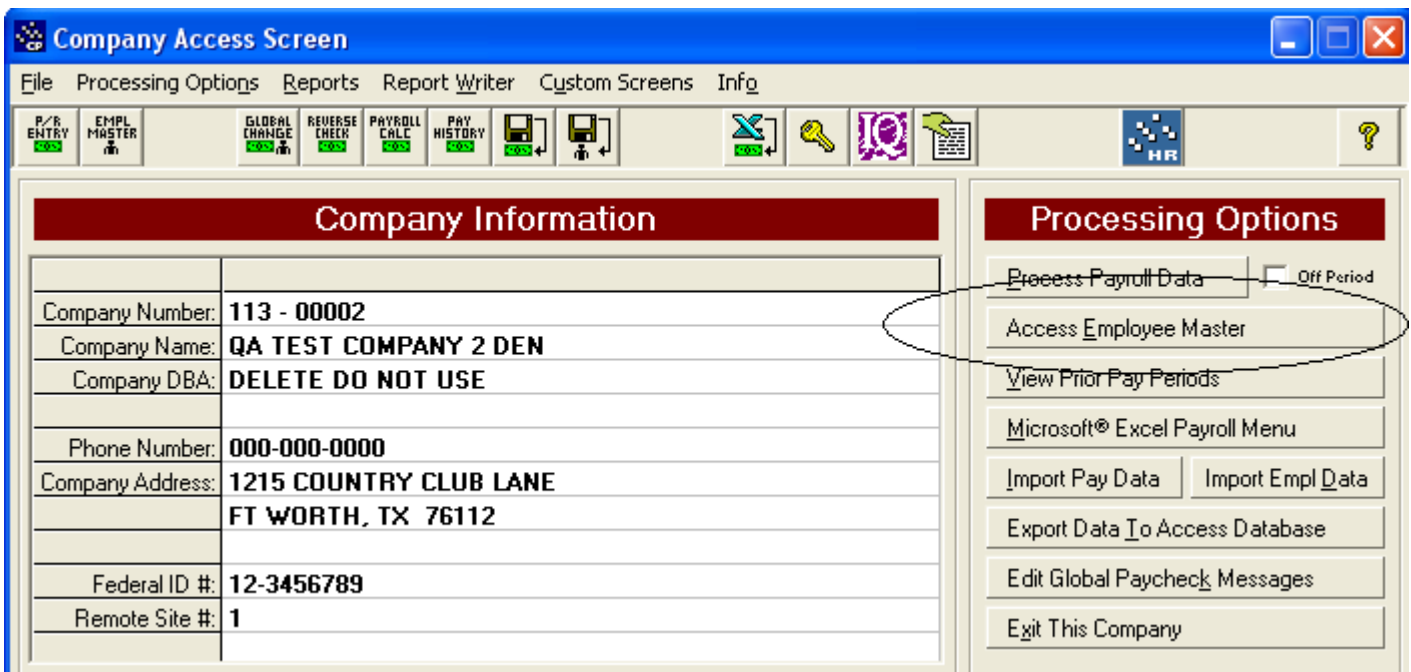 Company Access Screen
File Processing Options Reports Report Writer Custom Screens Info
P/R ENTRY
EMPL MASTER
GLOBAL CHANGE
REVERSE CHECK
PAYROLL CALC
PAY HISTORY
IQ
HR
?
Company Information
Company Number: 113 - 00002
Company Name: QA TEST COMPANY 2 DEN
Company DBA: DELETE DO NOT USE
Phone Number: 000-000-0000
Company Address: 1215 COUNTRY CLUB LANE
FT WORTH, TX 76112
Federal ID #: 12-3456789
Remote Site #: 1
Processing Options
Process Payroll Data Off Period
Access Employee Master
View Prior Pay Periods
Microsoft® Excel Payroll Menu
Import Pay Data Import Empl Data
Export Data To Access Database
Edit Global Paycheck Messages
Exit This Company